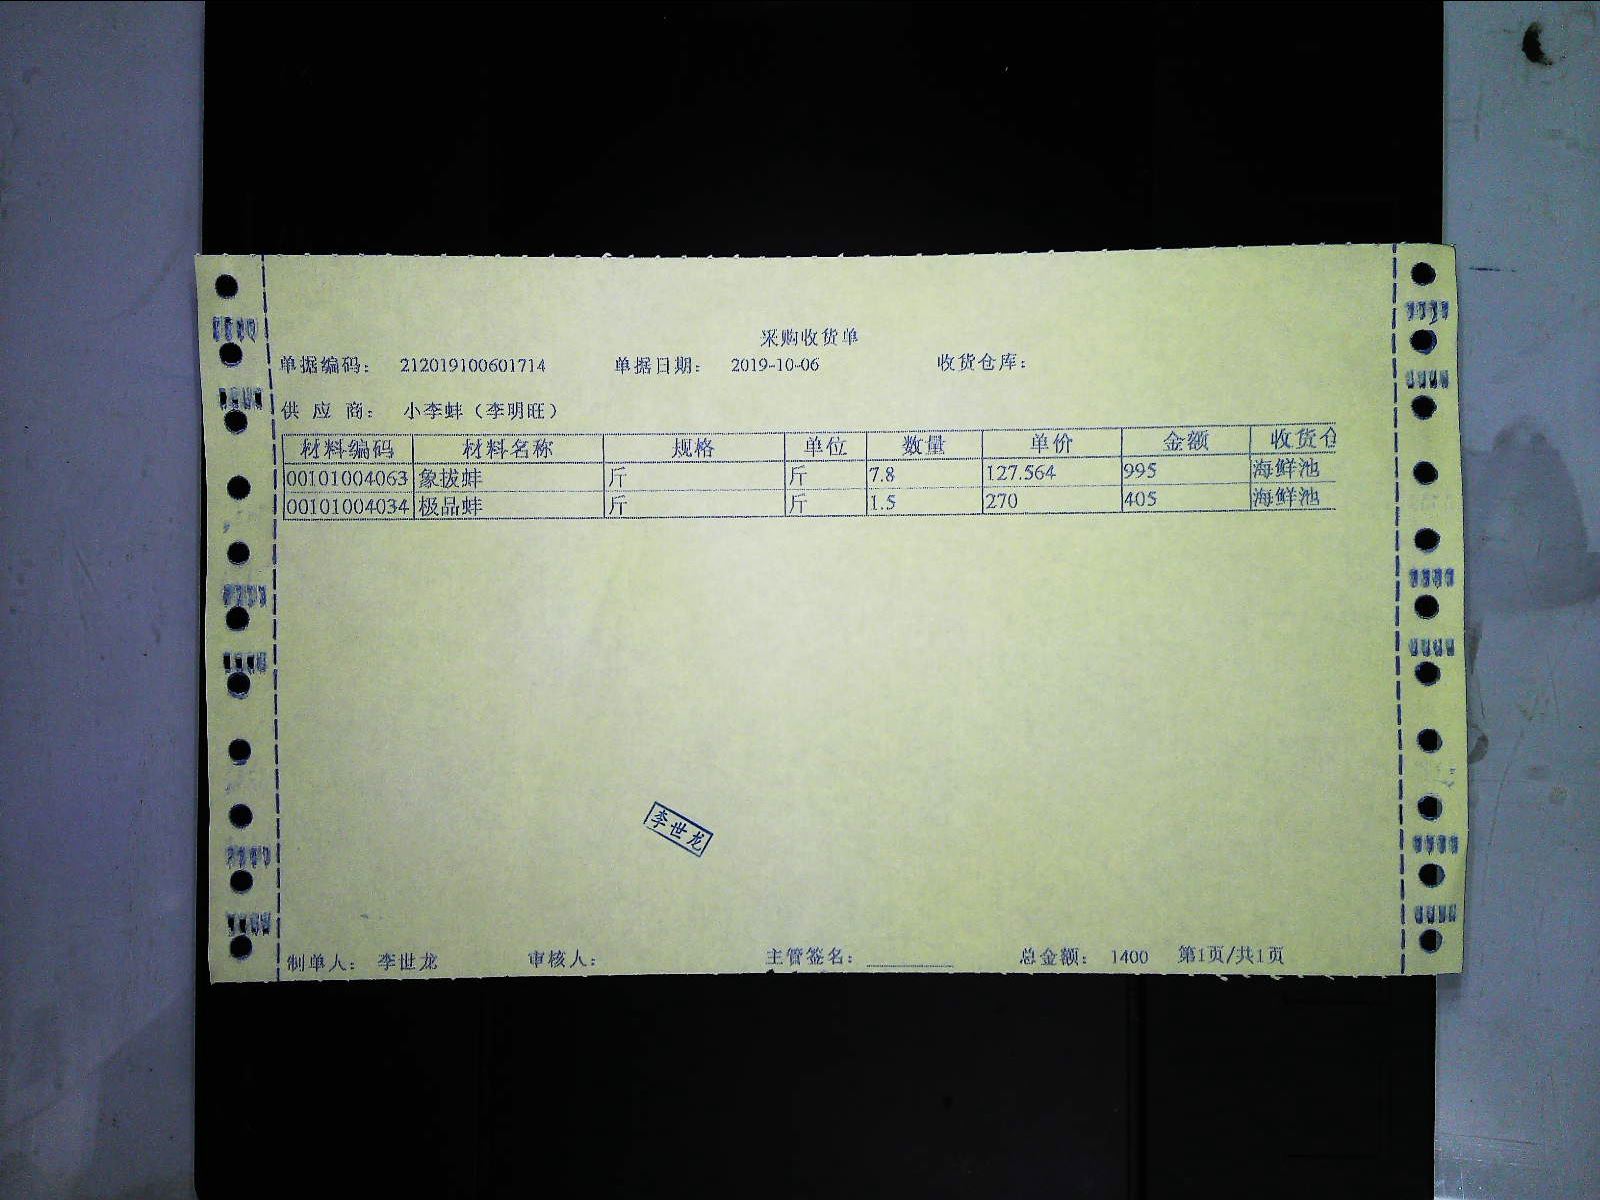 采购收货单
单据编码: 212019100601714 单据日期: 2019-10-06 收货仓库:
供 应 商: 小李蚌（李明旺）
材料编码 材料名称 规格 单位 数量 单价 金额 收货仓
00101004063 象拔蚌 斤 斤 7.8 127.564 995 海鲜池
00101004034 极品蚌 斤 斤 1.5 270 405 海鲜池
李世龙
制单人: 李世龙 审核人: 主管签名: 总金额: 1400 第1页/共1页